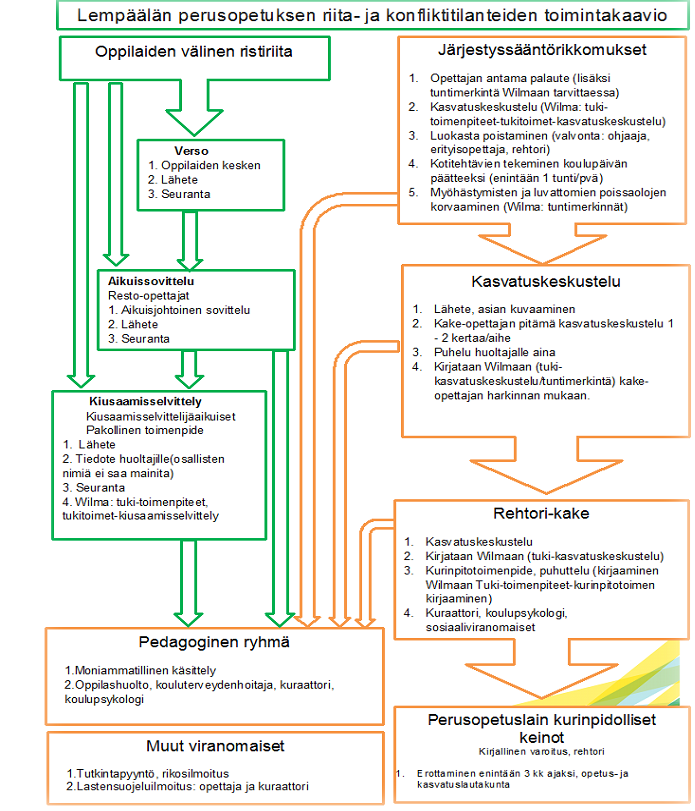 Lempäälän perusopetuksen riita- ja konfliktitilanteiden toimintakaavio
Oppilaiden välinen ristiriita
Verso
1. Oppilaiden kesken
2. Lähete
3. Seuranta
Aikuissovittelu
Resto-opettajat
1. Aikuisjohtoinen sovittelu
2. Lähete
3. Seuranta
Kiusaamisselvittely
Kiusaamisselvittelijäaikuiset
Pakollinen toimenpide
1. Lähete
2. Tiedote huoltajille(osallisten
nimiä ei saa mainita)
3. Seuranta
4. Wilma: tuki-toimenpiteet,
tukitoimet-kiusaamisselvittely
Pedagoginen ryhmä
1.Moniammatillinen käsittely
2.Oppilashuolto, kouluterveydenhoitaja, kuraattori,
koulupsykologi
Muut viranomaiset
1.Tutkintapyyntö, rikosilmoitus
2.Lastensuojeluilmoitus: opettaja ja kuraattori
Järjestyssääntörikkomukset
1. Opettajan antama palaute (lisäksi
tuntimerkintä Wilmaan tarvittaessa)
2. Kasvatuskeskustelu (Wilma: tuki-
toimenpiteet-tukitoimet-kasvatuskeskustelu)
3. Luokasta poistaminen (valvonta: ohjaaja,
erityisopettaja, rehtori)
4. Kotitehtävien tekeminen koulupäivän
päätteeksi (enintään 1 tunti/pvä)
5. Myöhästymisten ja luvattomien poissaolojen
korvaaminen (Wilma: tuntimerkinnät)
Kasvatuskeskustelu
1. Lähete, asian kuvaaminen
2. Kake-opettajan pitämä kasvatuskeskustelu 1
- 2 kertaa/aihe
3. Puhelu huoltajalle aina
4. Kirjataan Wilmaan (tuki-
kasvatuskeskustelu/tuntimerkintä) kake-
opettajan harkinnan mukaan.
Rehtori-kake
1. Kasvatuskeskustelu
2. Kirjataan Wilmaan (tuki-kasvatuskeskustelu)
3. Kurinpitotoimenpide, puhuttelu (kirjaaminen
Wilmaan Tuki-toimenpiteet-kurinpitotoimen
kirjaaminen)
4. Kuraattori, koulupsykologi,
sosiaaliviranomaiset
Perusopetuslain kurinpidolliset
keinot
Kirjallinen varoitus, rehtori
1. Erottaminen enintään 3 kk ajaksi, opetus- ja
kasvatuslautakunta